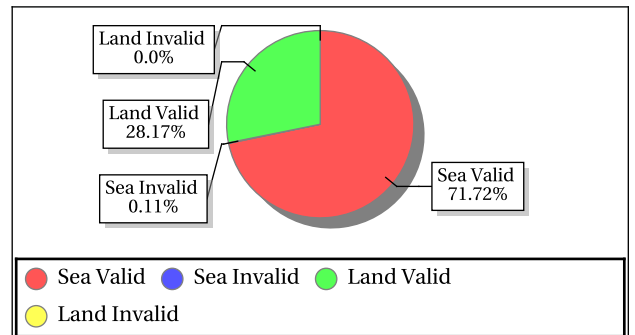 Land Invalid
0.0%
Land Valid
28.17%
Sea Invalid
0.11%
Sea Valid
71.72%
Sea Valid Sea Invalid Land Valid
Land Invalid